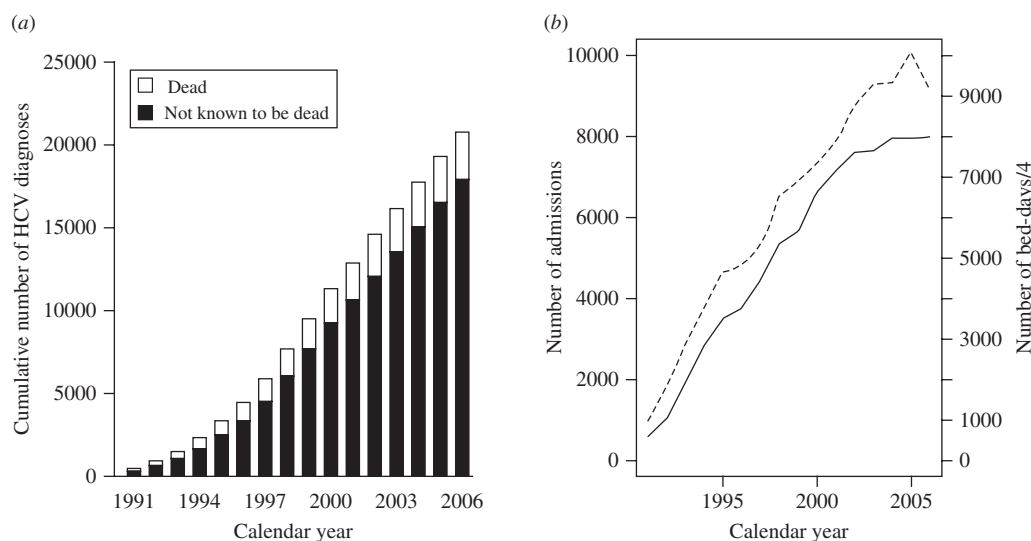 (a)
25000
20000
15000
10000
5000
0
Cumulative number of HCV diagnoses
Dead
Not known to be dead
1991 1994 1997 2000 2003 2006
Calendar year
(b)
10000
8000
6000
4000
2000
0
Number of admissions
9000
7000
5000
3000
1000
0
Number of bed-days/4
1995 2000 2005
Calendar year